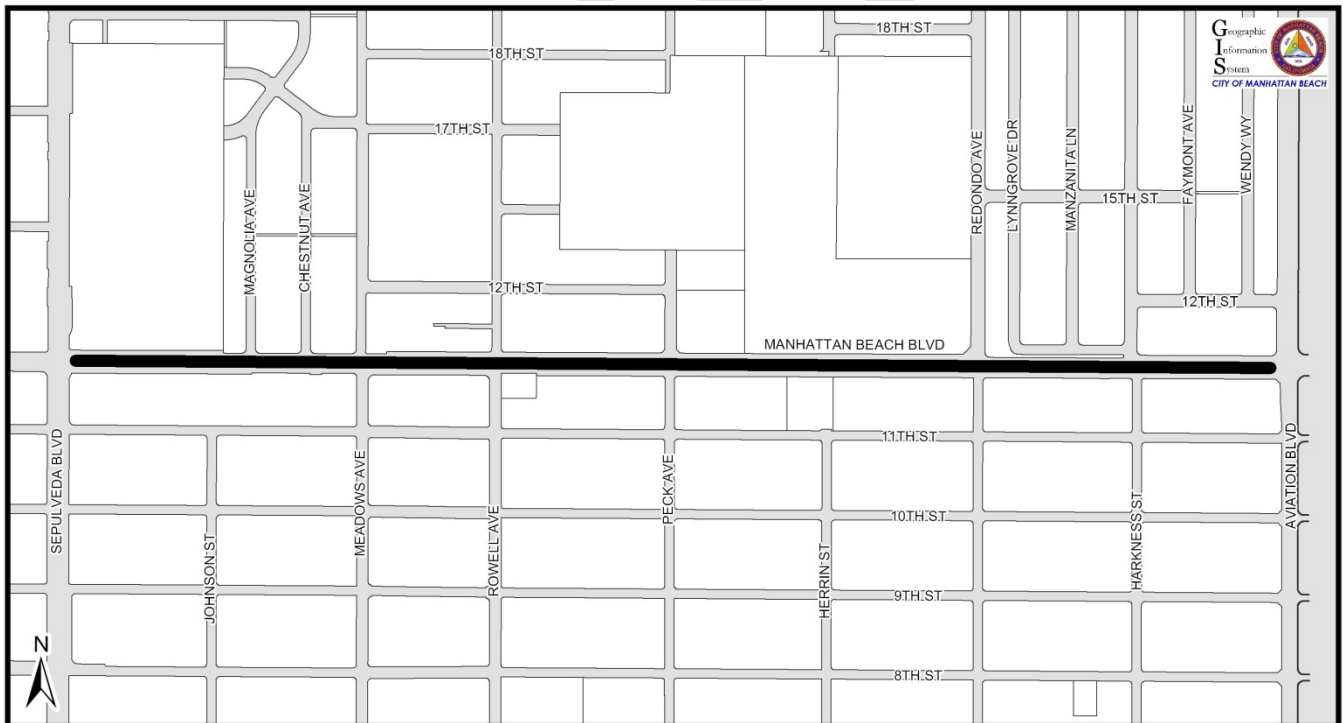 18TH ST
18TH ST
Geographic
Information
System
CITY OF MANHATTAN BEACH
17TH ST
REDONDO AVE
LYNNGROVE DR
MANZANITA LN
FAYMONT AVE
WENDY WY
15TH ST
MAGNOLIA AVE
CHESTNUT AVE
12TH ST
12TH ST
MANHATTAN BEACH BLVD
11TH ST
SEPULVEDA BLVD
MEADOWS AVE
PECK AVE
AVIATION BLVD
10TH ST
JOHNSON ST
ROWELL AVE
HERRIN ST
HARKNESS ST
9TH ST
N
8TH ST